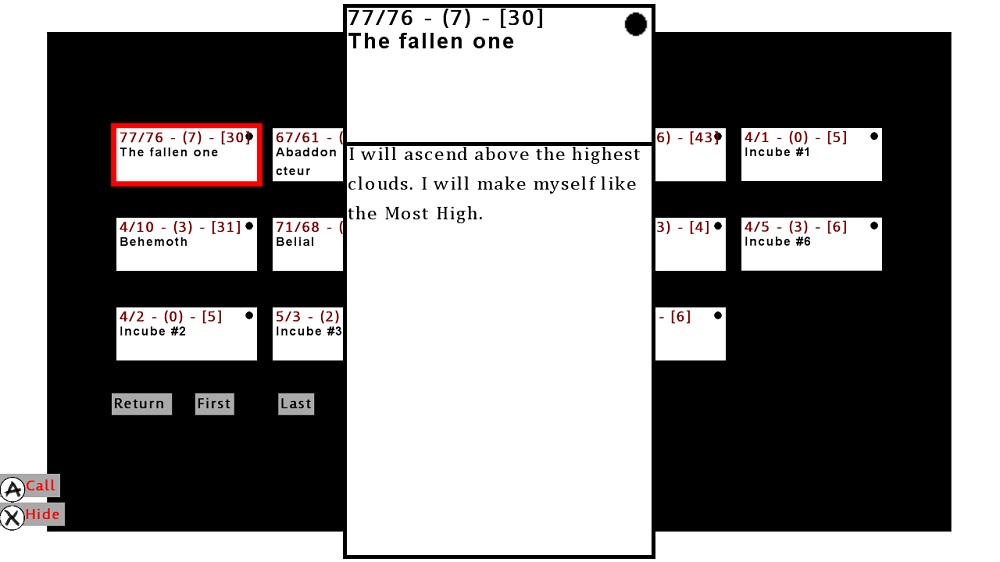 77/76 - (7) - [30]
The fallen one
I will ascend above the highest
clouds. I will make myself like
the Most High.
77/76 - (7) - [30]
The fallen one
67/61 - (
Abaddon
cteur
6) - [43]
4/1 - (0) - [5]
Incube #1
4/10 - (3) - [31]
Behemoth
71/68 - (
Belial
3) - [4]
4/5 - (3) - [6]
Incube #6
4/2 - (0) - [5]
Incube #2
5/3 - (2)
Incube #3
- [6]
Return First Last
A Call
X Hide